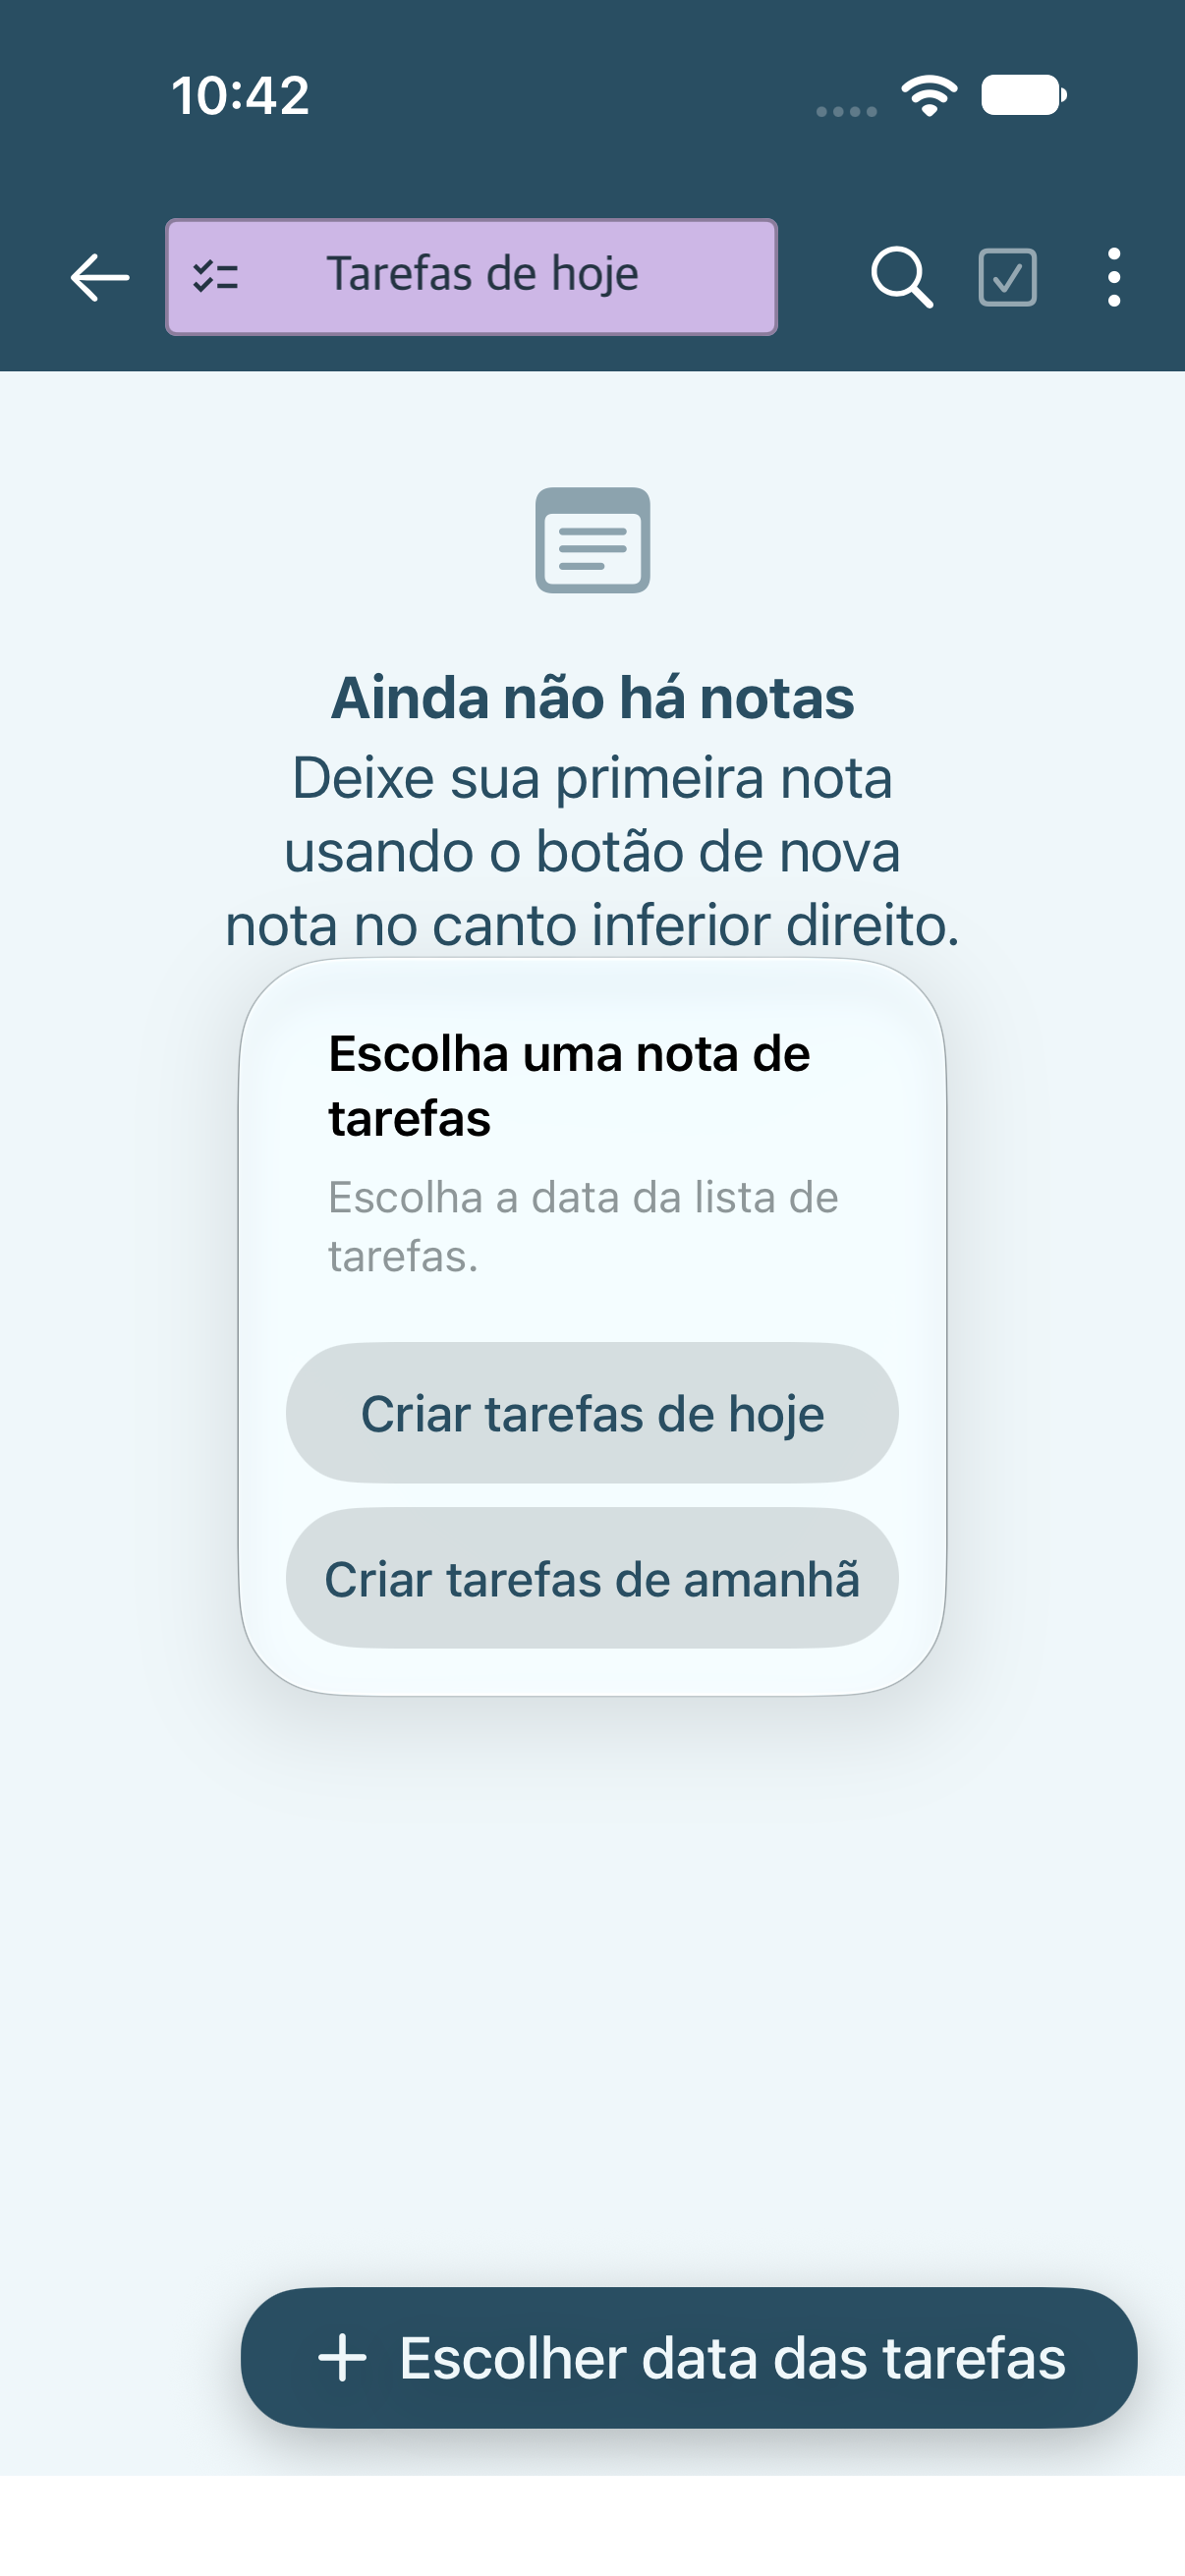 10:42
Tarefas de hoje
Ainda não há notas
Deixe sua primeira nota
usando o botão de nova
nota no canto inferior direito.
Escolha uma nota de
tarefas
Escolha a data da lista de
tarefas.
Criar tarefas de hoje
Criar tarefas de amanhã
Escolher data das tarefas